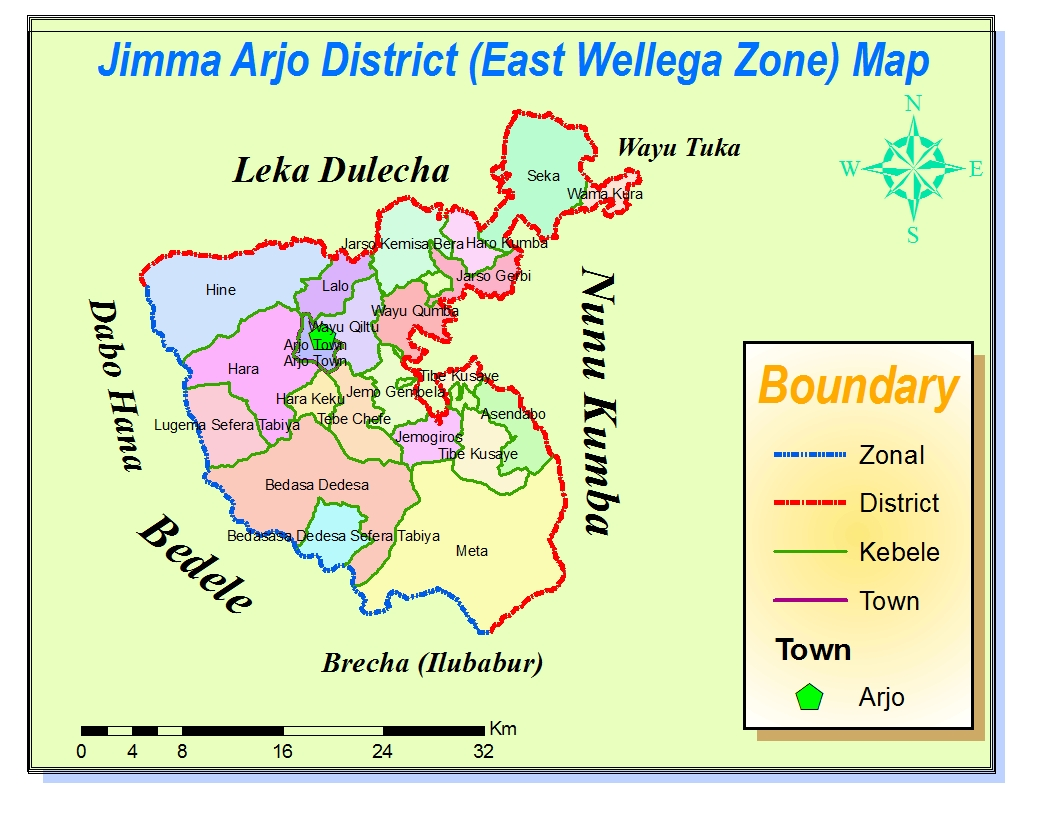 Jimma Arjo District (East Wellega Zone) Map
N
W
E
S
Wayu Tuka
Leka Dulecha
Seka
Wama Kura
Jarso Kemisa
Bera
Haro Kumba
Jarso Gerbi
Hine
Lalo
Wayu Qumba
Wayu Qiltu
Arjo Town
Arjo Town
Hara
Tibe Kusaye
Jemo Gembela
Hara Keku
Tebe Chefe
Asendabo
Lugema Sefera Tabiya
Jemogiros
Tibe Kusaye
Bedasa Dedesa
Bedasasa Dedesa Sefera Tabiya
Meta
Dabo Hana
Nunu Kumba
Bedele
Brecha (Ilubabur)
Boundary
Zonal
District
Kebele
Town
Town
Arjo
Km
0 4 8 16 24 32